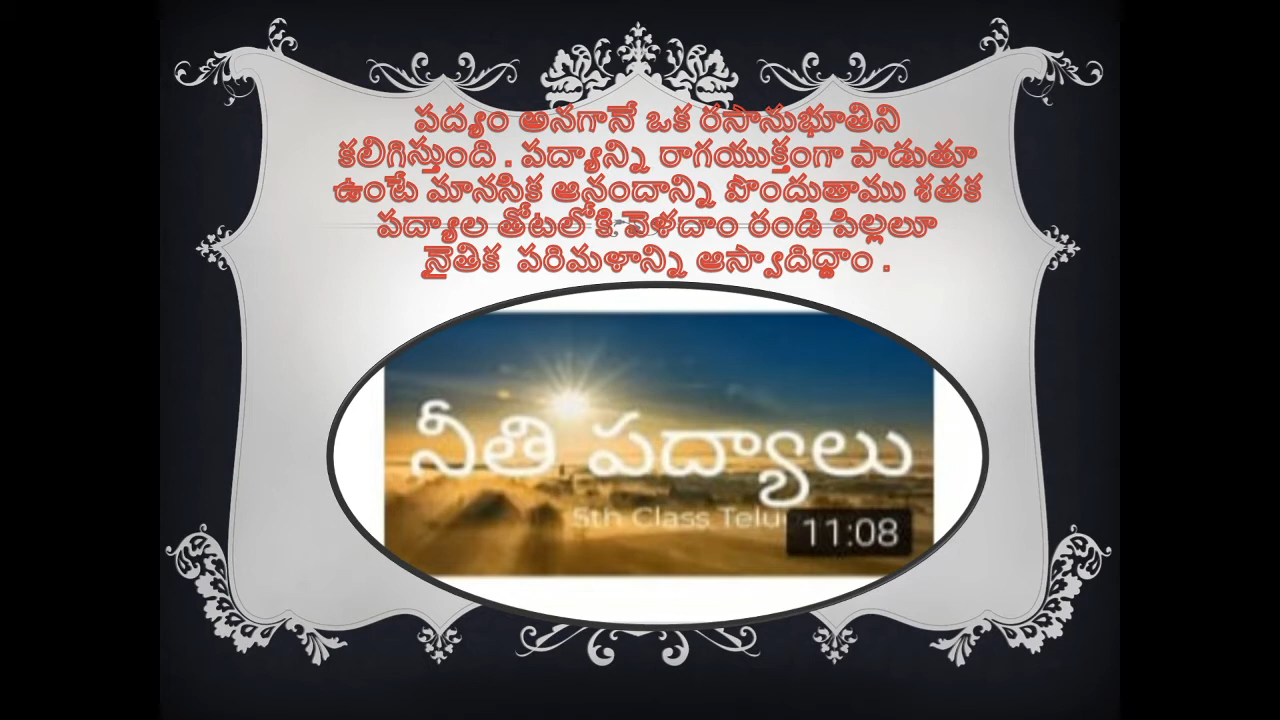 పద్యం అనగానే ఒక రసానుభూతిని
కలిగిస్తుంది . పద్యాన్ని రాగయుక్తంగా పాడుతూ
ఉంటే మానసిక ఆనందాన్ని పొందుతాము శతక
పద్యాల తోటలోకి వెళదాం రండి పిల్లలూ
నైతిక పరిమళాన్ని ఆస్వాదిద్దాం .
నీతి పద్యాలు
5th Class
11:08